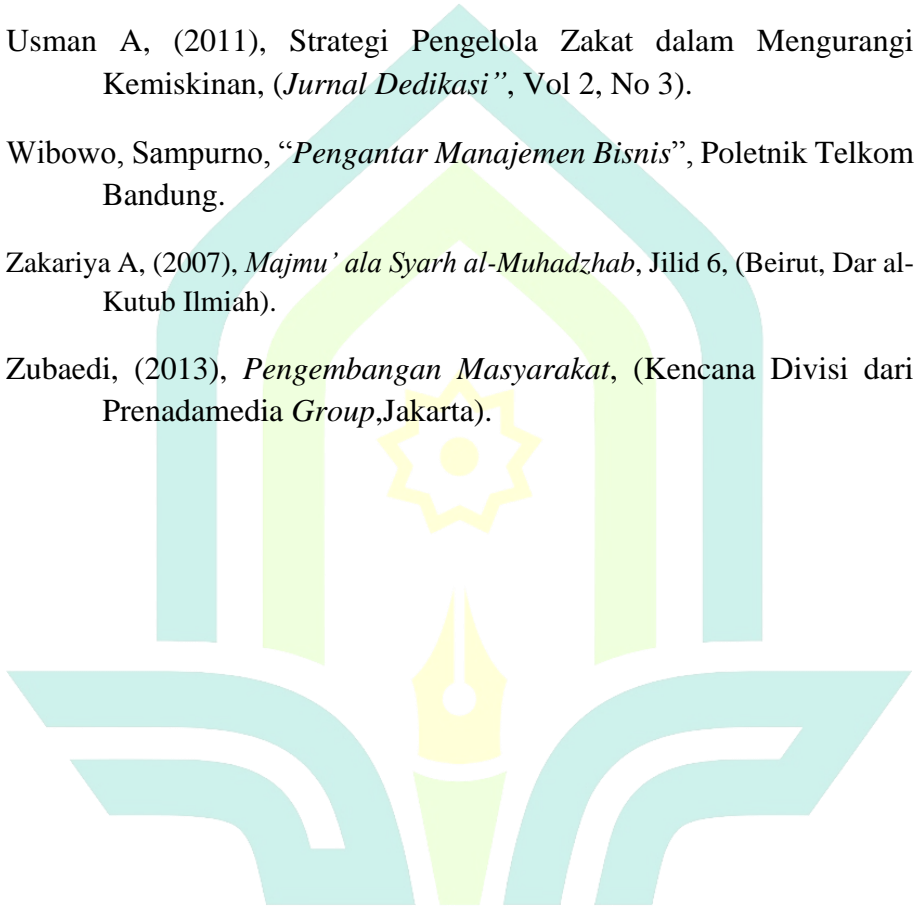 Usman A, (2011), Strategi Pengelola Zakat dalam Mengurangi
Kemiskinan, (Jurnal Dedikasi”, Vol 2, No 3).
Wibowo, Sampurno, “Pengantar Manajemen Bisnis”, Poletnik Telkom
Bandung.
Zakariya A, (2007), Majmu’ ala Syarh al-Muhadzhab, Jilid 6, (Beirut, Dar al-
Kutub Ilmiah).
Zubaedi, (2013), Pengembangan Masyarakat, (Kencana Divisi dari
Prenadamedia Group,Jakarta).